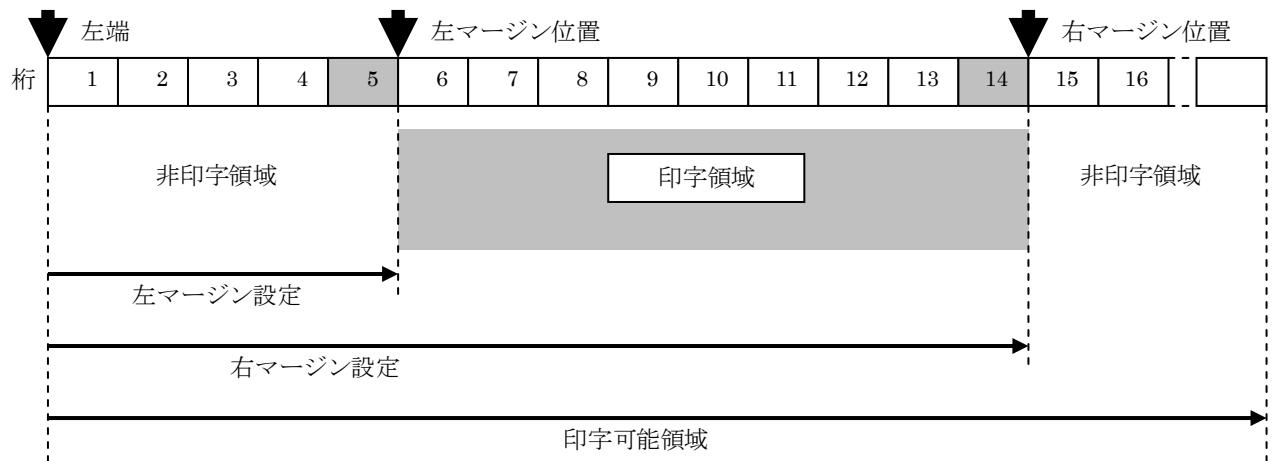 左端 左マージン位置 右マージン位置
桁 1 2 3 4 5 6 7 8 9 10 11 12 13 14 15 16
非印字領域 印字領域 非印字領域
左マージン設定
右マージン設定
印字可能領域